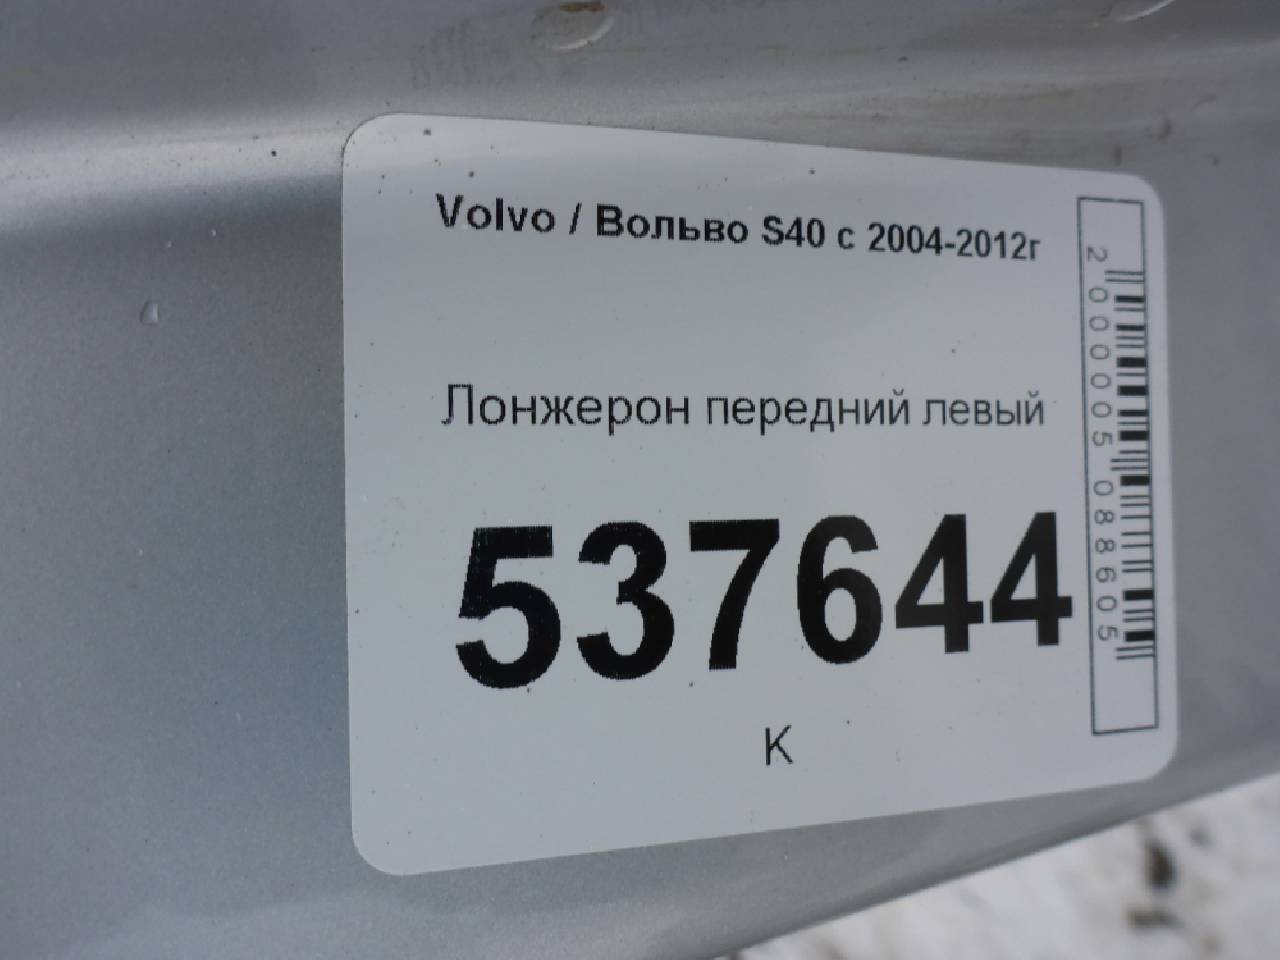 Volvo / Вольво S40 с 2004-2012г
Лонжерон передний левый
537644
К
2000005088605